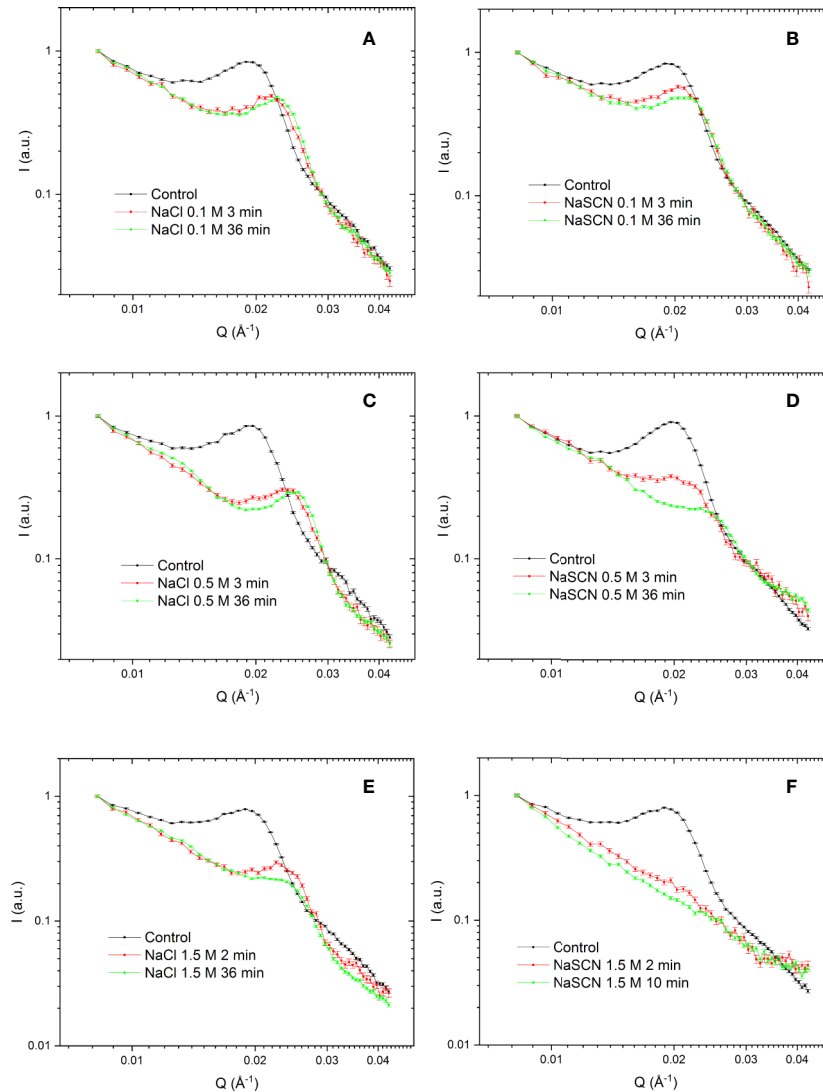 A
1
0.1
I (a.u.)
Control
NaCl 0.1 M 3 min
NaCl 0.1 M 36 min
0.01 0.02 0.03 0.04
Q (Å⁻¹)
B
1
0.1
I (a.u.)
Control
NaSCN 0.1 M 3 min
NaSCN 0.1 M 36 min
0.01 0.02 0.03 0.04
Q (Å⁻¹)
C
1
0.1
I (a.u.)
Control
NaCl 0.5 M 3 min
NaCl 0.5 M 36 min
0.01 0.02 0.03 0.04
Q (Å⁻¹)
D
1
0.1
I (a.u.)
Control
NaSCN 0.5 M 3 min
NaSCN 0.5 M 36 min
0.01 0.02 0.03 0.04
Q (Å⁻¹)
E
1
0.1
0.01
I (a.u.)
Control
NaCl 1.5 M 2 min
NaCl 1.5 M 36 min
0.01 0.02 0.03 0.04
Q (Å⁻¹)
F
1
0.1
0.01
I (a.u.)
Control
NaSCN 1.5 M 2 min
NaSCN 1.5 M 10 min
0.01 0.02 0.03 0.04
Q (Å⁻¹)